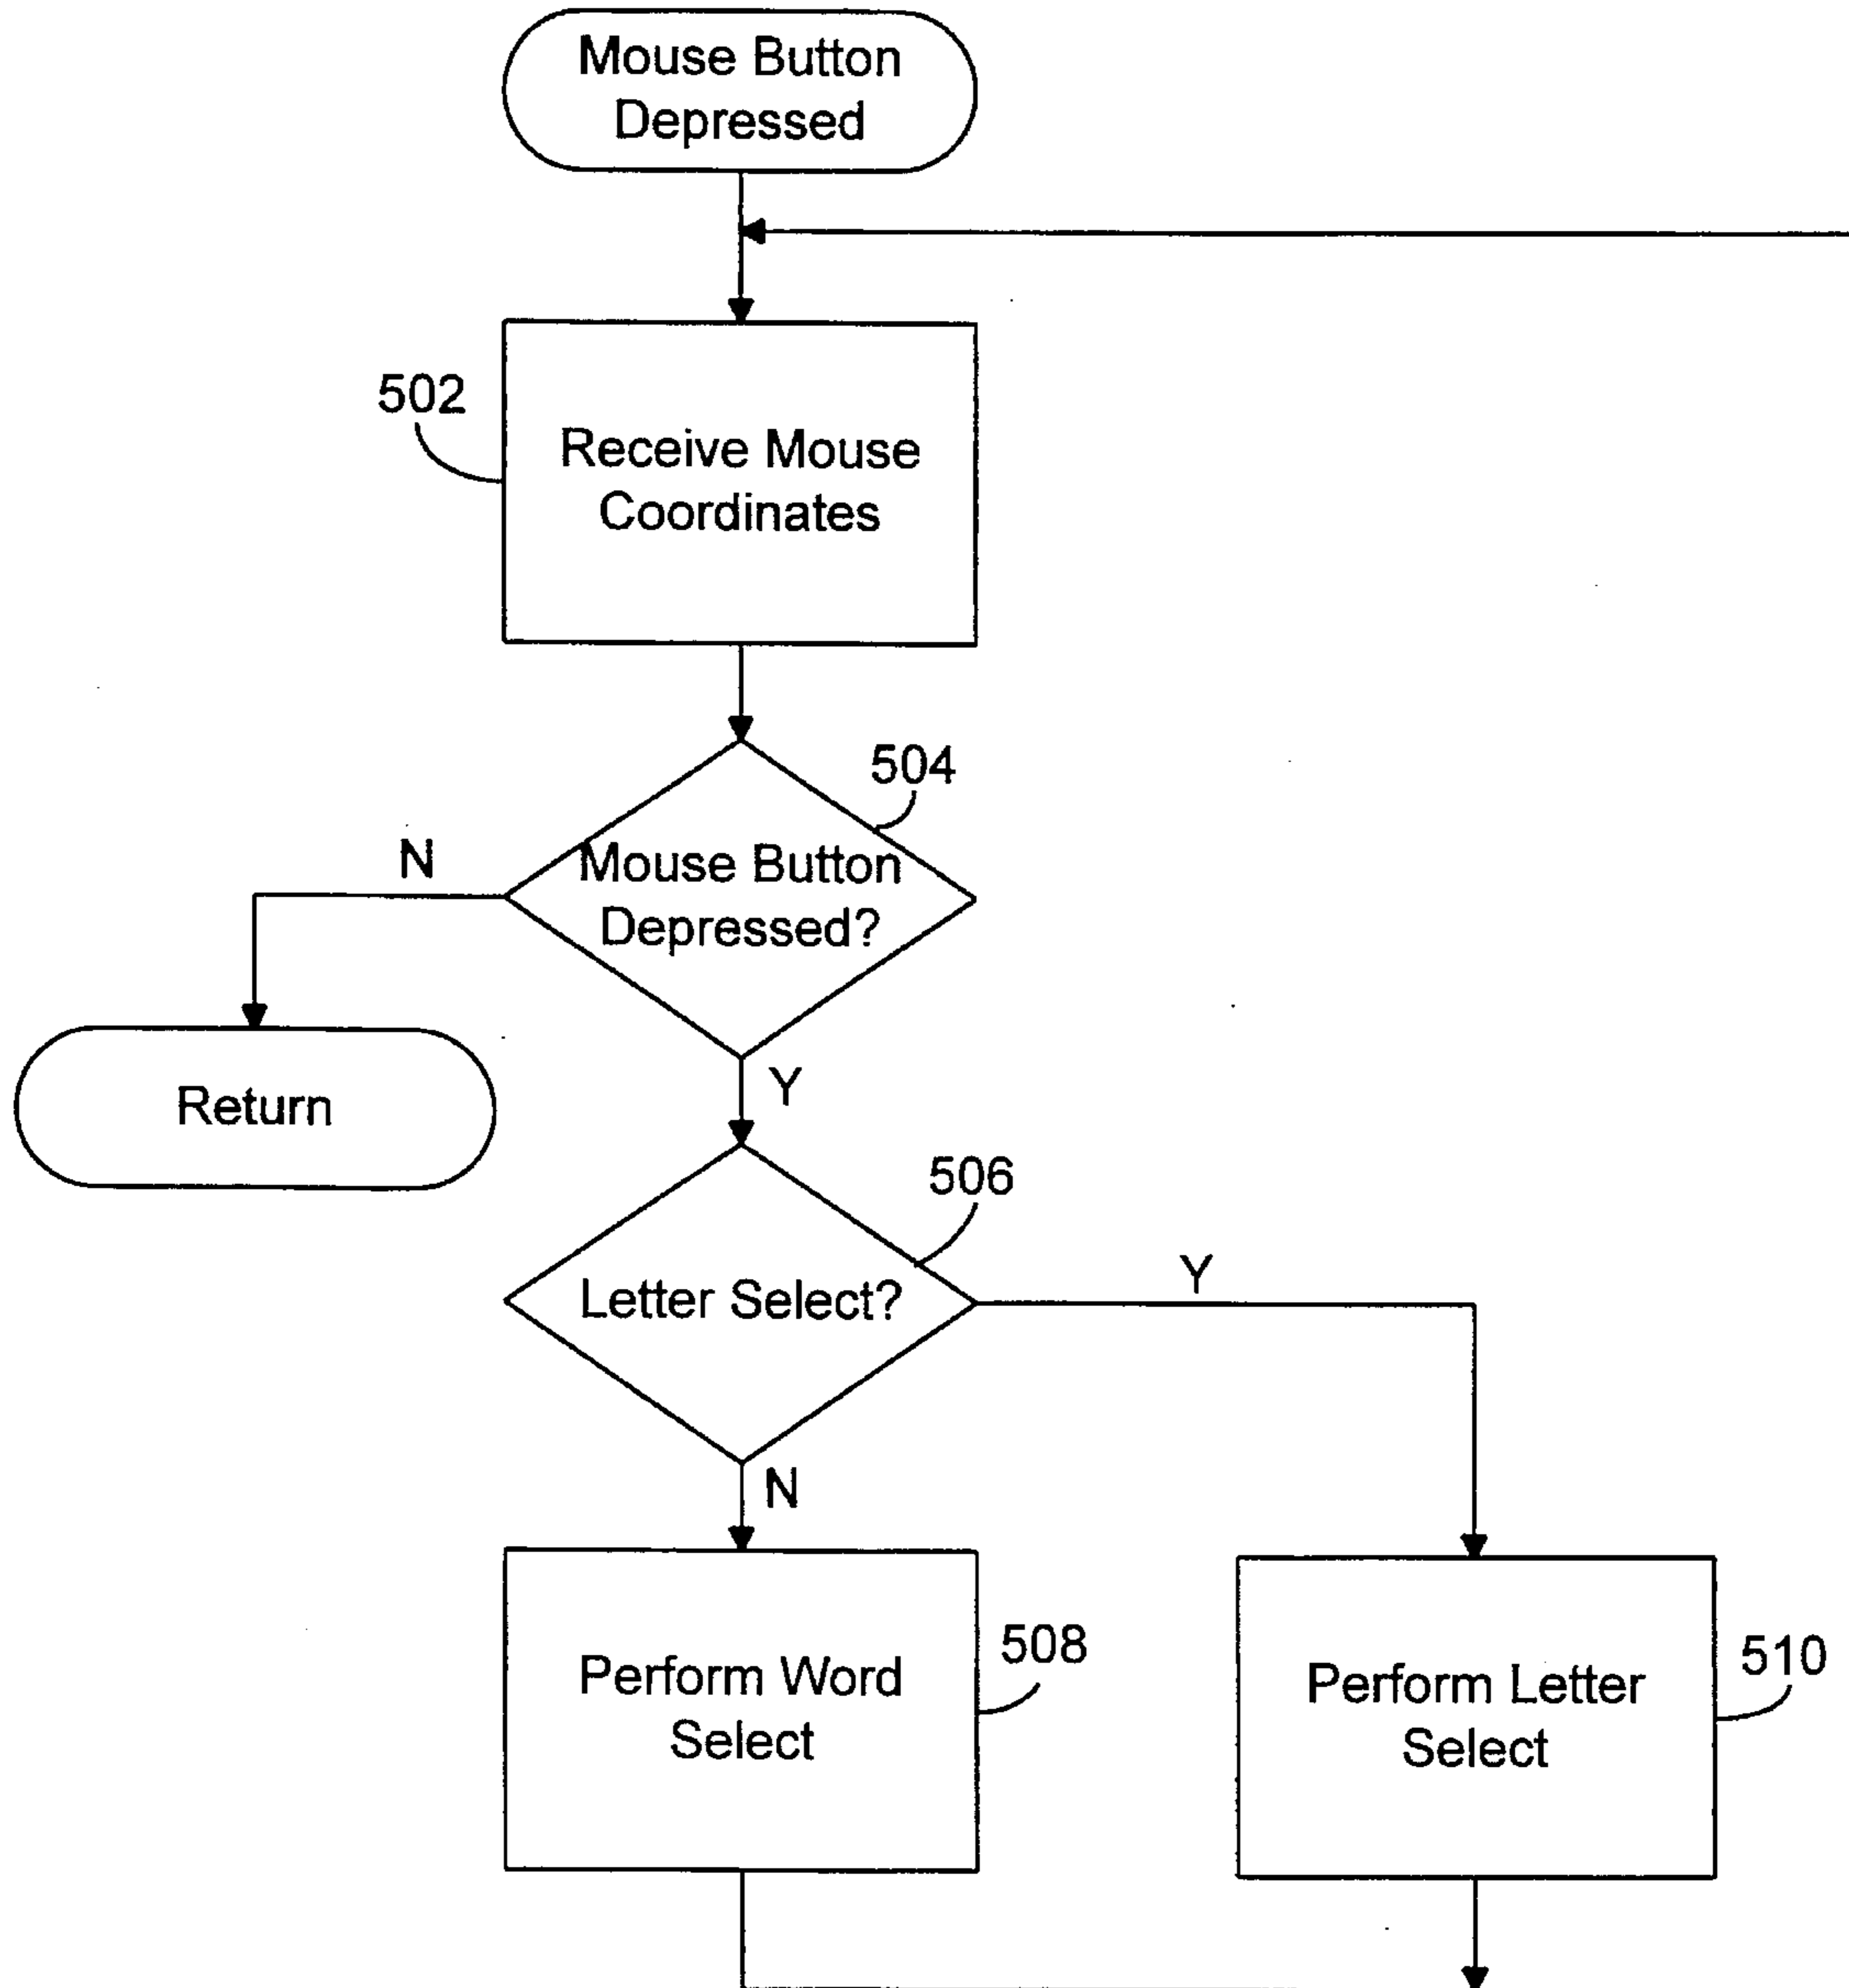 Mouse Button
Depressed
502
Receive Mouse
Coordinates
504
N
Mouse Button
Depressed?
Return
Y
506
Letter Select?
Y
N
508
Perform Word
Select
510
Perform Letter
Select